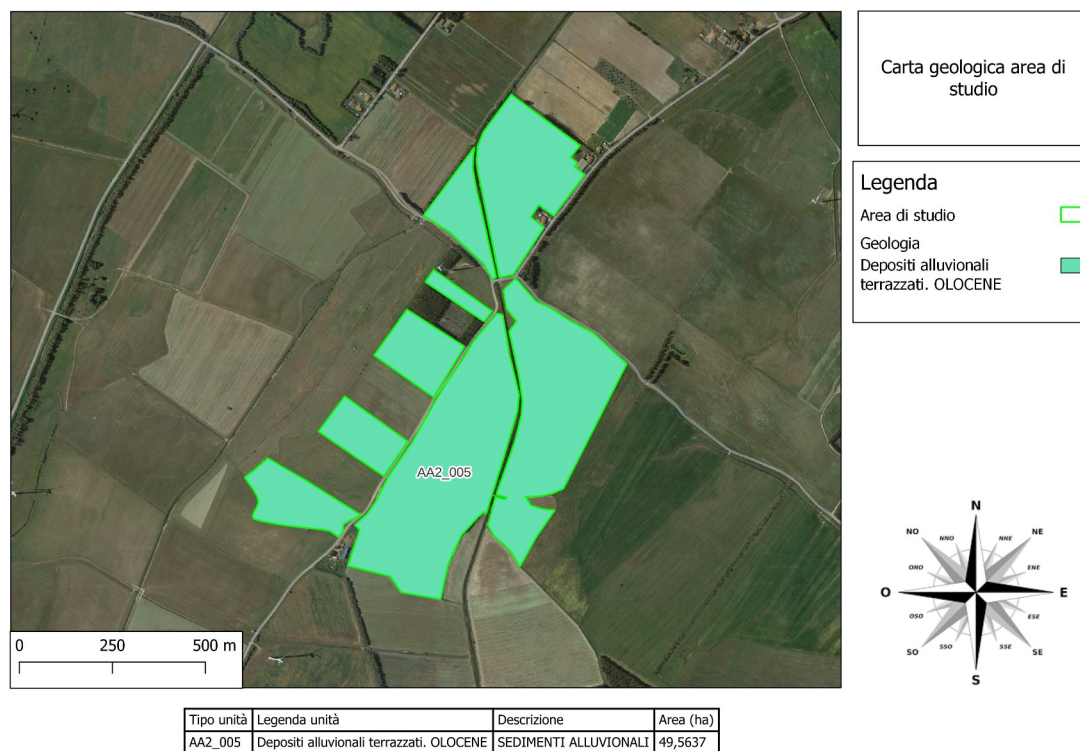 Carta geologica area di
studio
Legenda
Area di studio
Geologia
Depositi alluvionali
terrazzati. OLOCENE
AA2_005
N
NNO
NNE
NO
NE
ONO
ENE
O
E
OSO
ESE
SO
SE
SSO
SSE
S
0 250 500 m
Tipo unità Legenda unità Descrizione Area (ha)
AA2_005 Depositi alluvionali terrazzati. OLOCENE SEDIMENTI ALLUVIONALI 49,5637